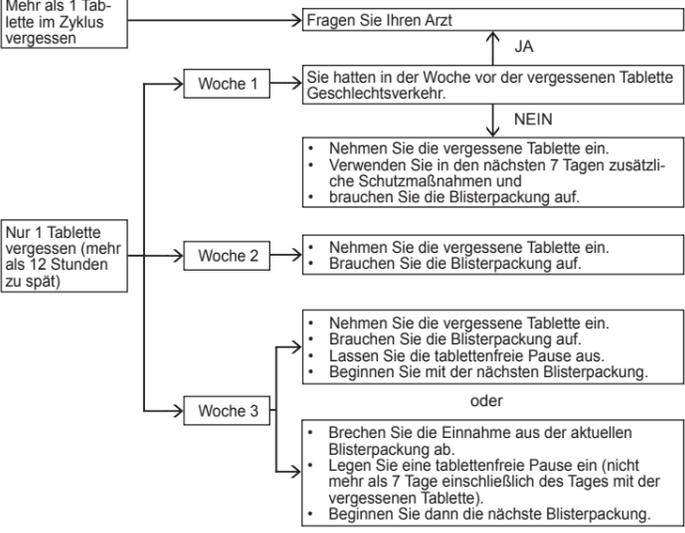 Mehr als 1 Tab-
lette im Zyklus
vergessen
Fragen Sie Ihren Arzt
JA
Woche 1
Sie hatten in der Woche vor der vergessenen Tablette
Geschlechtsverkehr.
NEIN
• Nehmen Sie die vergessene Tablette ein.
• Verwenden Sie in den nächsten 7 Tagen zusätzli-
che Schutzmaßnahmen und
• brauchen Sie die Blisterpackung auf.
Nur 1 Tablette
vergessen (mehr
als 12 Stunden
zu spät)
Woche 2
• Nehmen Sie die vergessene Tablette ein.
• Brauchen Sie die Blisterpackung auf.
Woche 3
• Nehmen Sie die vergessene Tablette ein.
• Brauchen Sie die Blisterpackung auf.
• Lassen Sie die tablettenfreie Pause aus.
• Beginnen Sie mit der nächsten Blisterpackung.
oder
• Brechen Sie die Einnahme aus der aktuellen
Blisterpackung ab.
• Legen Sie eine tablettenfreie Pause ein (nicht
mehr als 7 Tage einschließlich des Tages mit der
vergessenen Tablette).
• Beginnen Sie dann die nächste Blisterpackung.